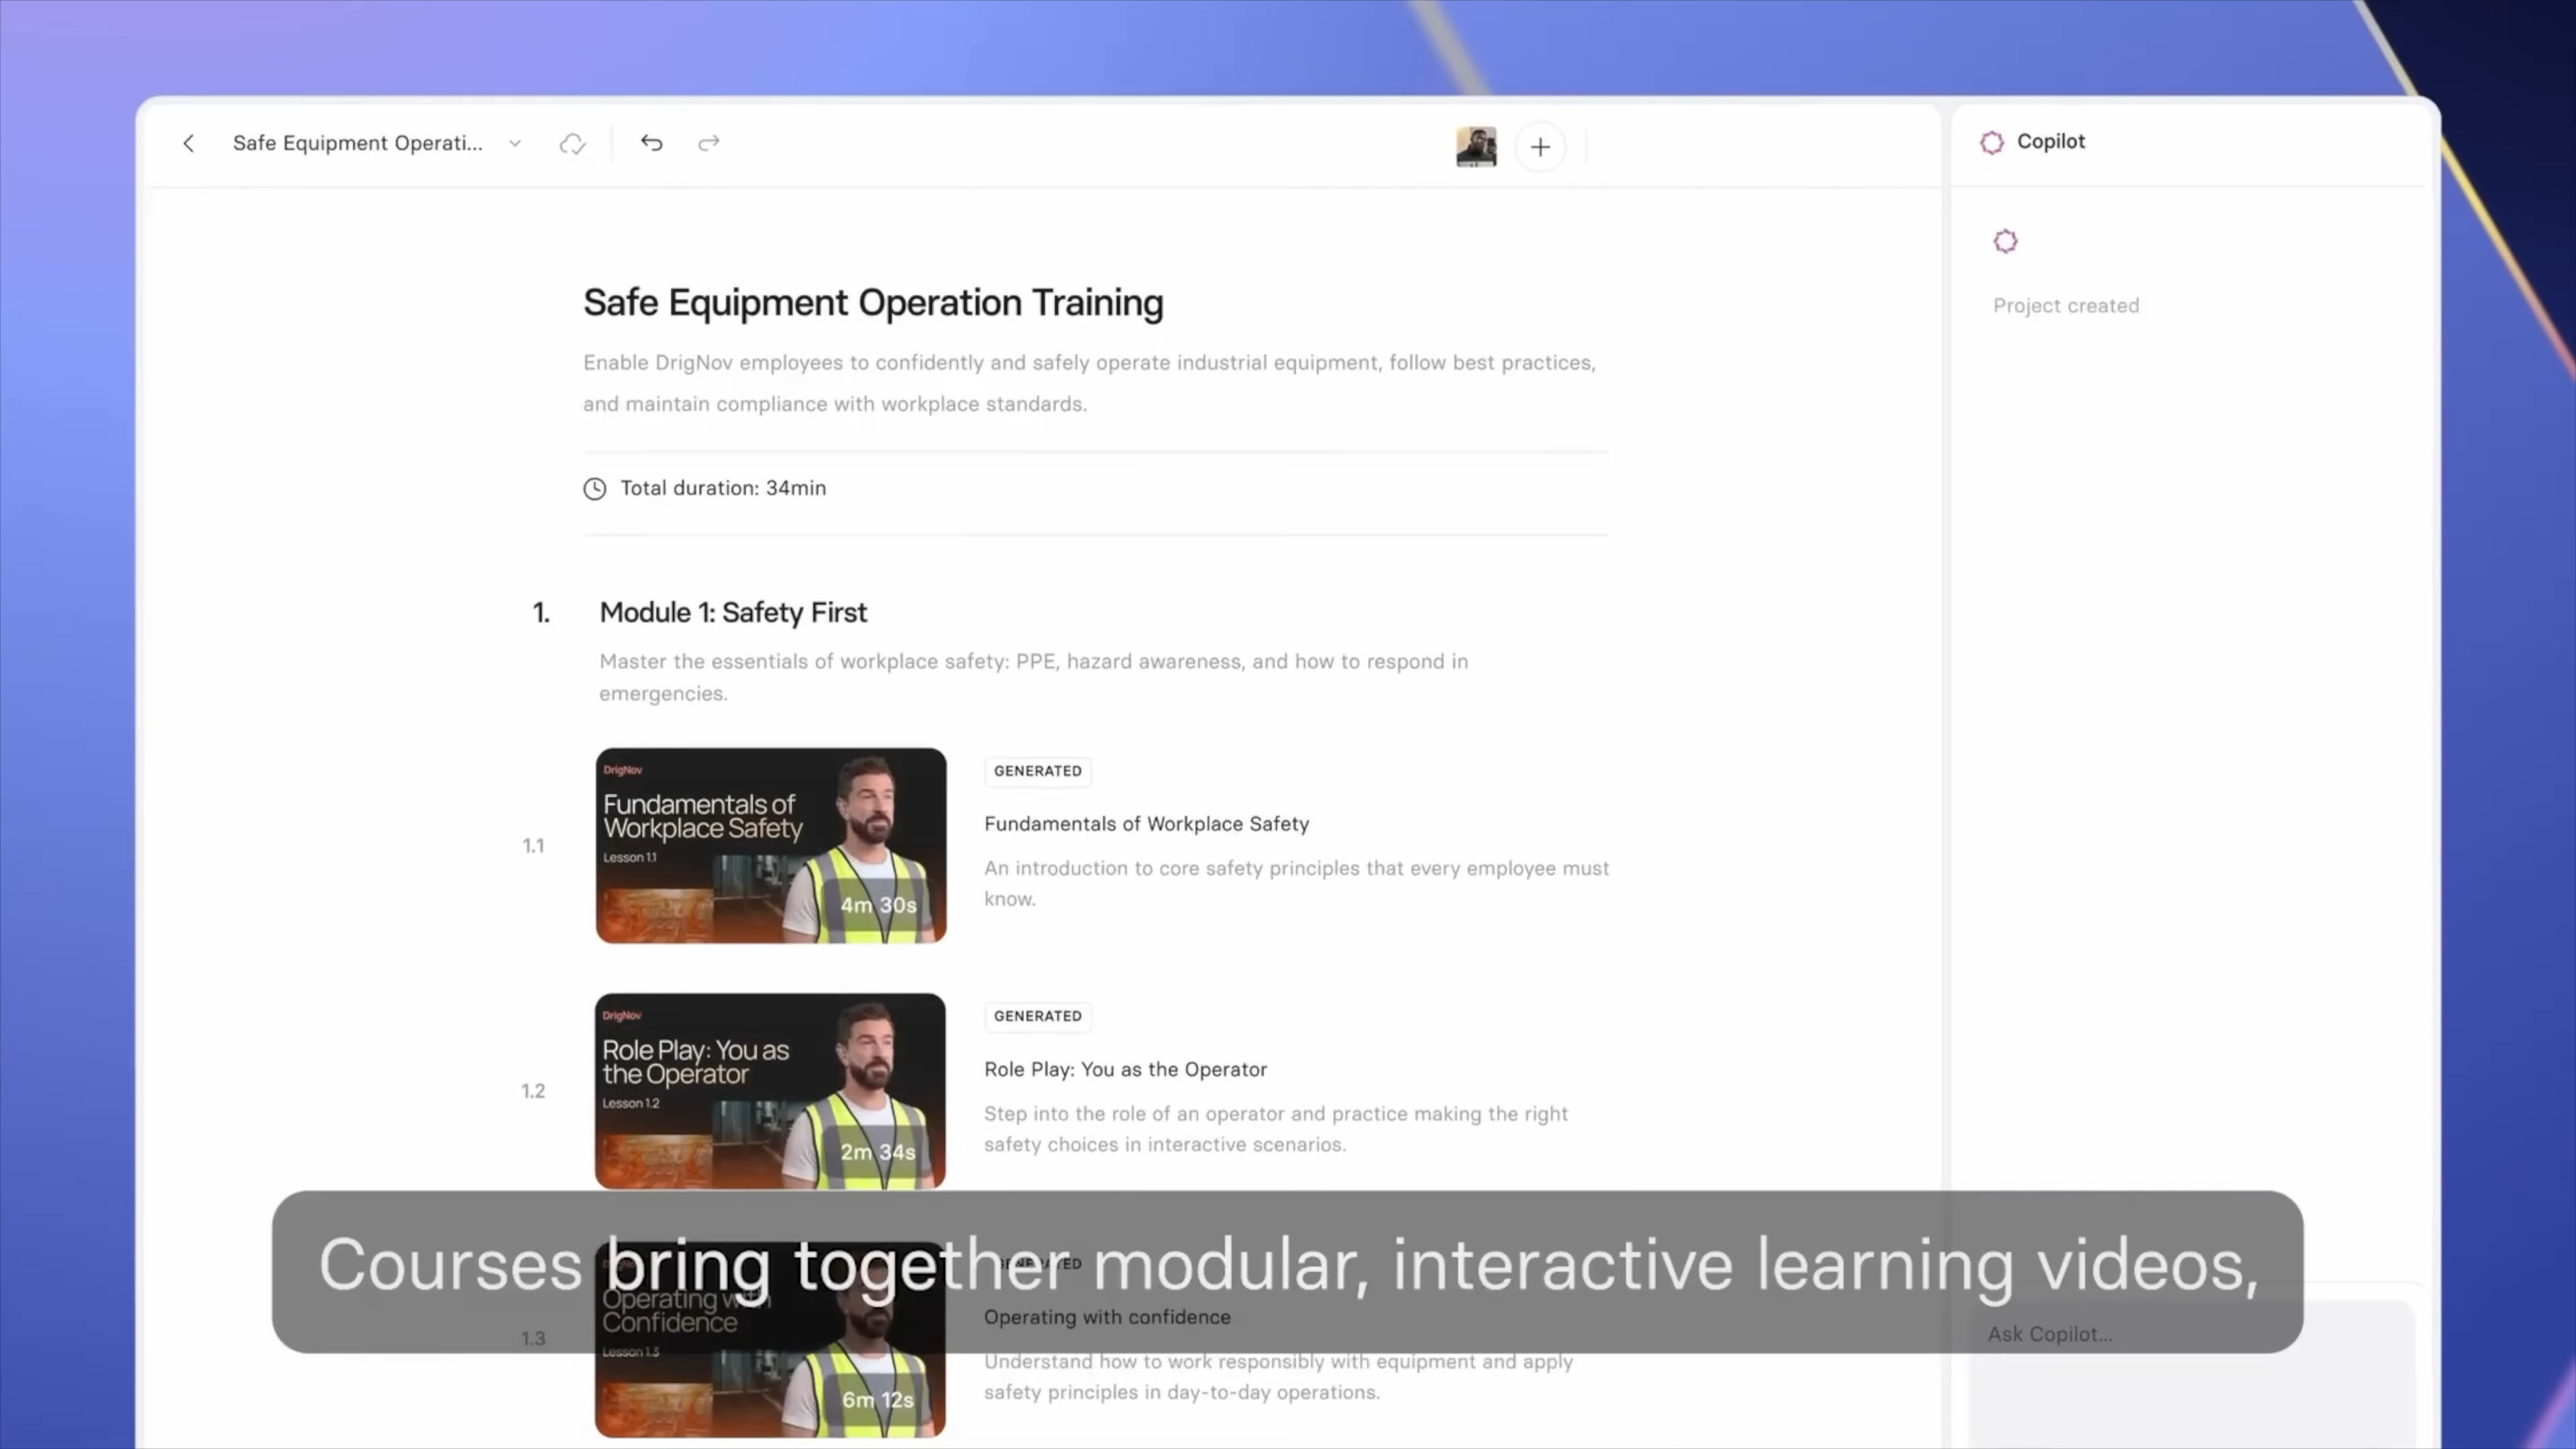 Safe Equipment Operati...
Copilot
Project created
Safe Equipment Operation Training
Enable DrigNov employees to confidently and safely operate industrial equipment, follow best practices,
and maintain compliance with workplace standards.
Total duration: 34min
1. Module 1: Safety First
Master the essentials of workplace safety: PPE, hazard awareness, and how to respond in
emergencies.
1.1
DrigNov
Fundamentals of
Workplace Safety
Lesson 1.1
4m 30s
GENERATED
Fundamentals of Workplace Safety
An introduction to core safety principles that every employee must
know.
1.2
DrigNov
Role Play: You as
the Operator
Lesson 1.2
2m 34s
GENERATED
Role Play: You as the Operator
Step into the role of an operator and practice making the right
safety choices in interactive scenarios.
Courses bring together modular, interactive learning videos,
1.3
Operating with
Confidence
Lesson 1.3
6m 12s
GENERATED
Operating with confidence
Understand how to work responsibly with equipment and apply
safety principles in day-to-day operations.
Ask Copilot...